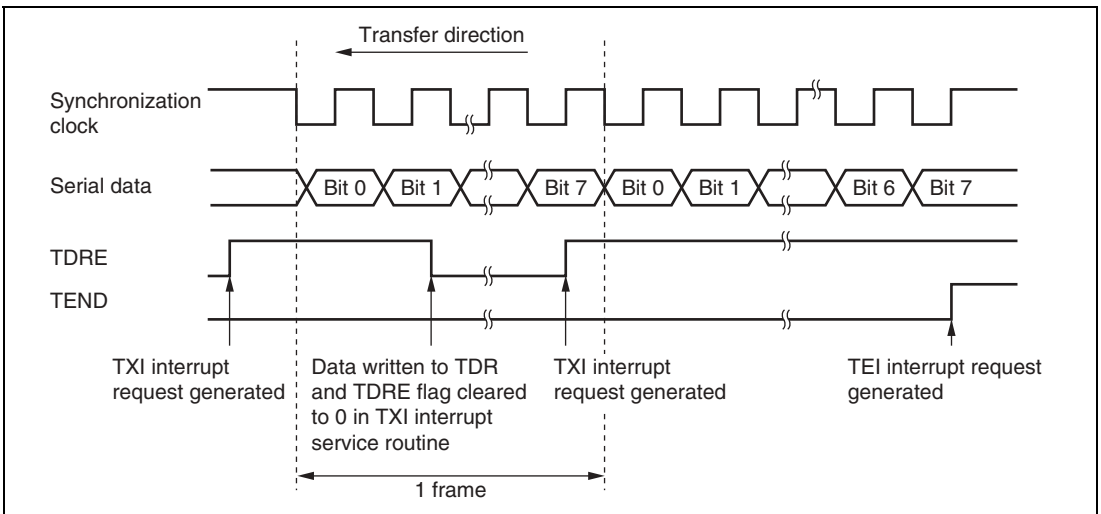 Transfer direction
Synchronization
clock
Serial data
Bit 0 Bit 1 Bit 7 Bit 0 Bit 1 Bit 6 Bit 7
TDRE
TEND
TXI interrupt
request generated
Data written to TDR
and TDRE flag cleared
to 0 in TXI interrupt
service routine
TXI interrupt
request generated
TEI interrupt request
generated
1 frame